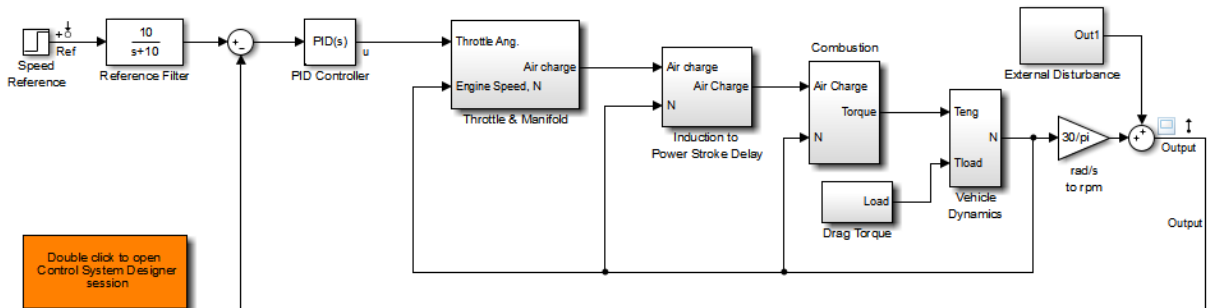 Speed
Reference
Ref
10
s+10
Reference Filter
PID(s)
u
PID Controller
Throttle Ang.
Air charge
Engine Speed, N
Throttle & Manifold
Air charge
Air Charge
N
Induction to
Power Stroke Delay
Combustion
Air Charge
Torque
N
Load
Drag Torque
Teng
N
Tload
Vehicle
Dynamics
30/pi
rad/s
to rpm
Out1
External Disturbance
Output
Output
Double click to open
Control System Designer
session